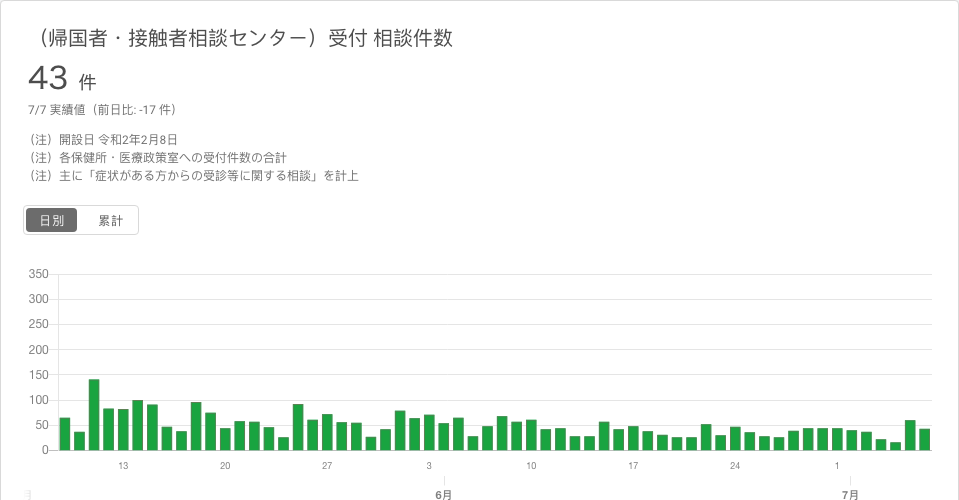 （帰国者・接触者相談センター）受付 相談件数
43 件
7/7 実績値（前日比: -17 件）
（注）開設日 令和2年2月8日
（注）各保健所・医療政策室への受付件数の合計
（注）主に「症状がある方からの受診等に関する相談」を計上
日別 累計
350
300
250
200
150
100
50
0
13 20 27 3 10 17 24 1
月 6月 7月